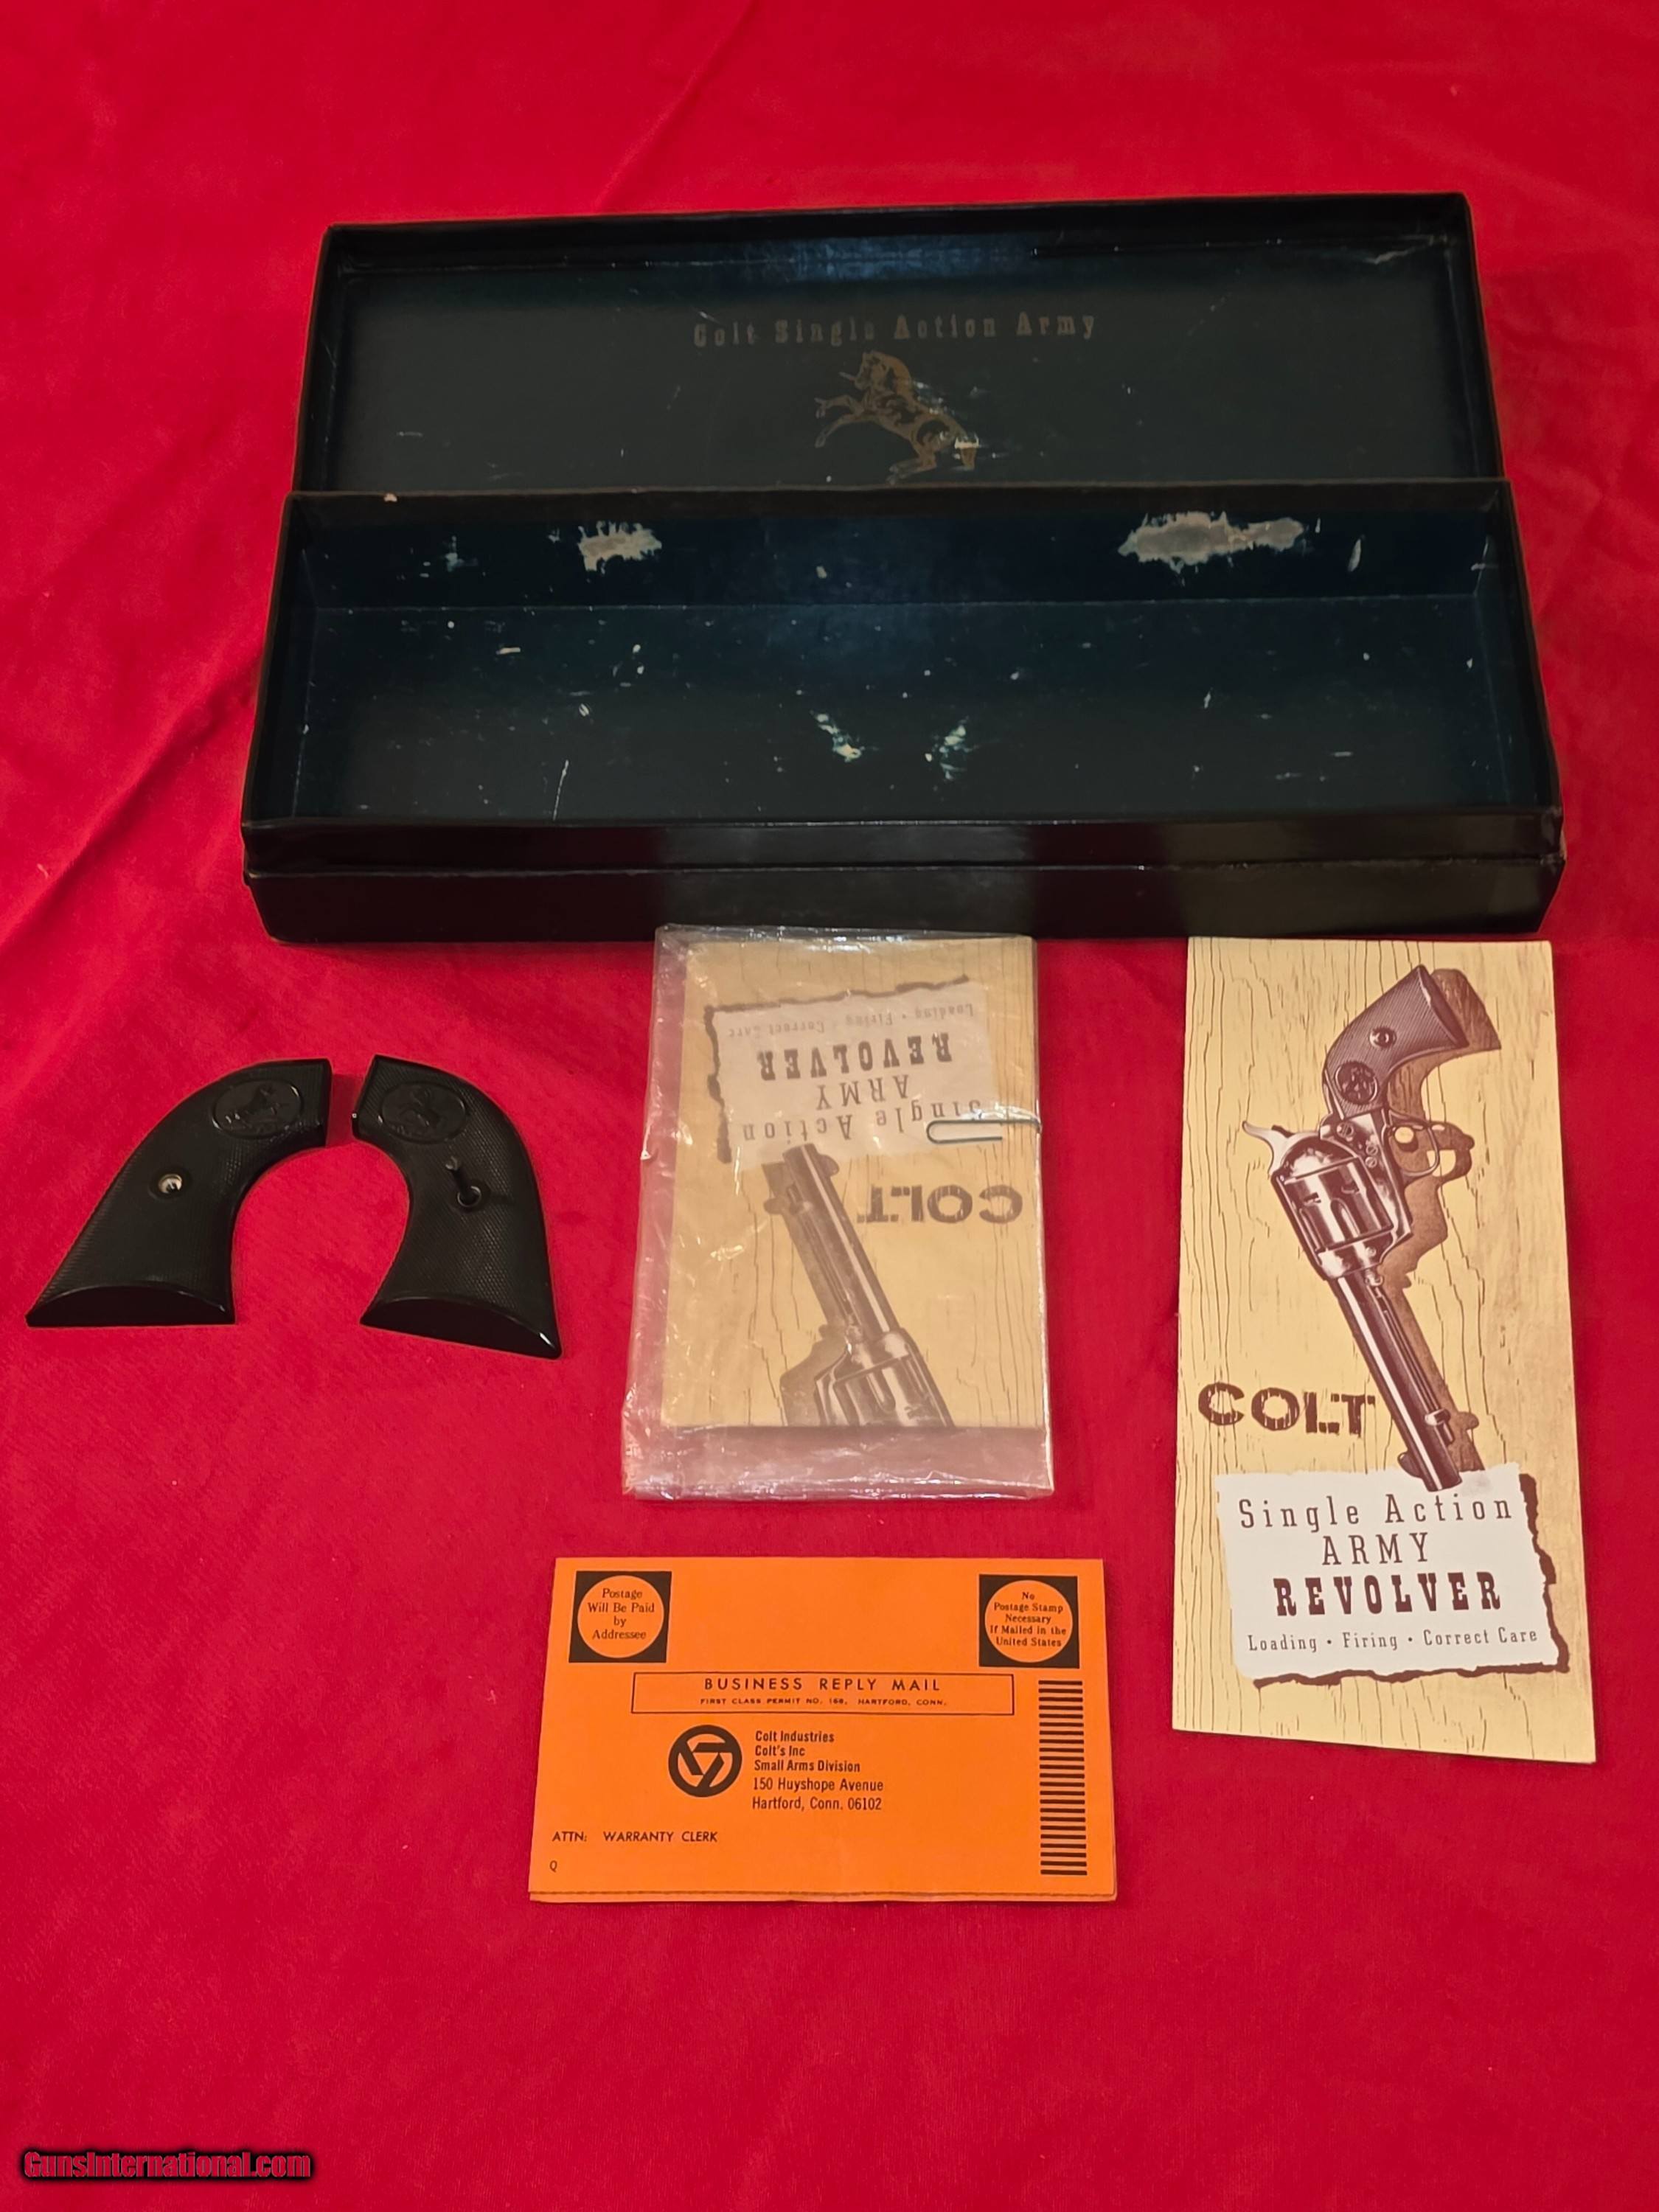 Colt Single Action Army
Loading • Firing • Correct Care
REVOLVER
ARMY
Single Action
COLT
COLT
Single Action
ARMY
REVOLVER
Loading • Firing • Correct Care
Postage
Will Be Paid
by
Addressee
No
Postage Stamp
Necessary
If Mailed in the
United States
BUSINESS REPLY MAIL
FIRST CLASS PERMIT NO. 168, HARTFORD, CONN.
Colt Industries
Colt's Inc
Small Arms Division
150 Huyshope Avenue
Hartford, Conn. 06102
ATTN: WARRANTY CLERK
Q
GunsInternational.com